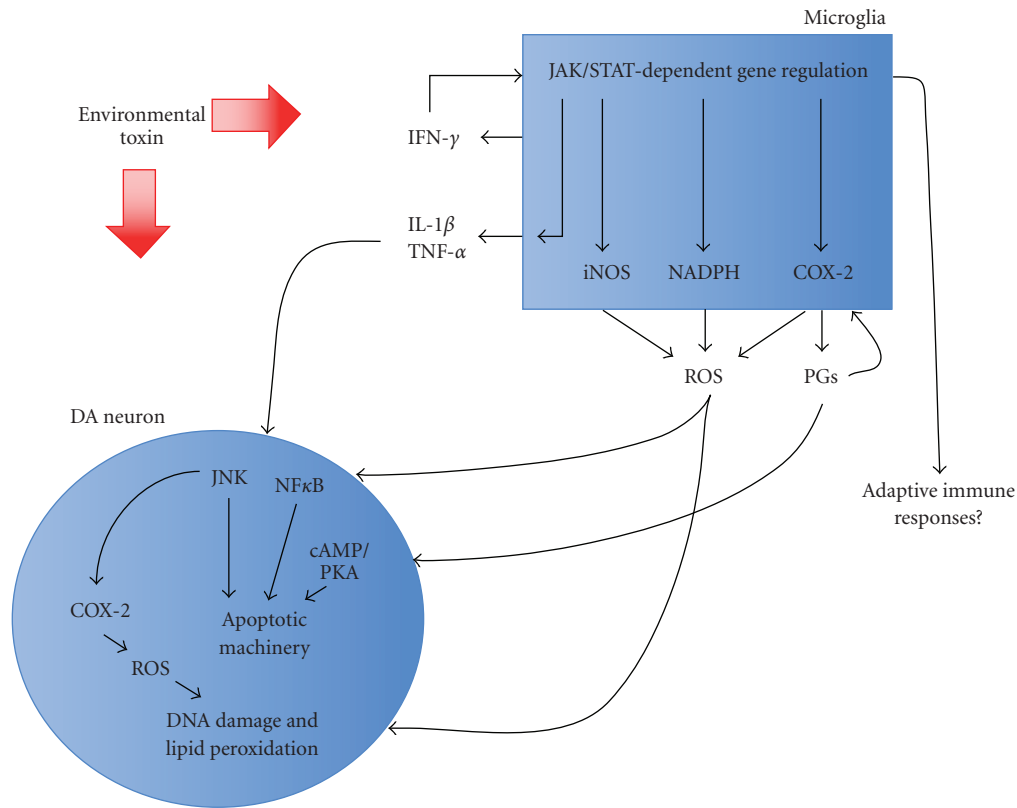 Microglia
JAK/STAT-dependent gene regulation
Environmental
toxin
IFN-γ
IL-1β
TNF-α
iNOS
NADPH
COX-2
ROS
PGs
DA neuron
JNK
NFκB
cAMP/
PKA
COX-2
Apoptotic
machinery
ROS
DNA damage and
lipid peroxidation
Adaptive immune
responses?